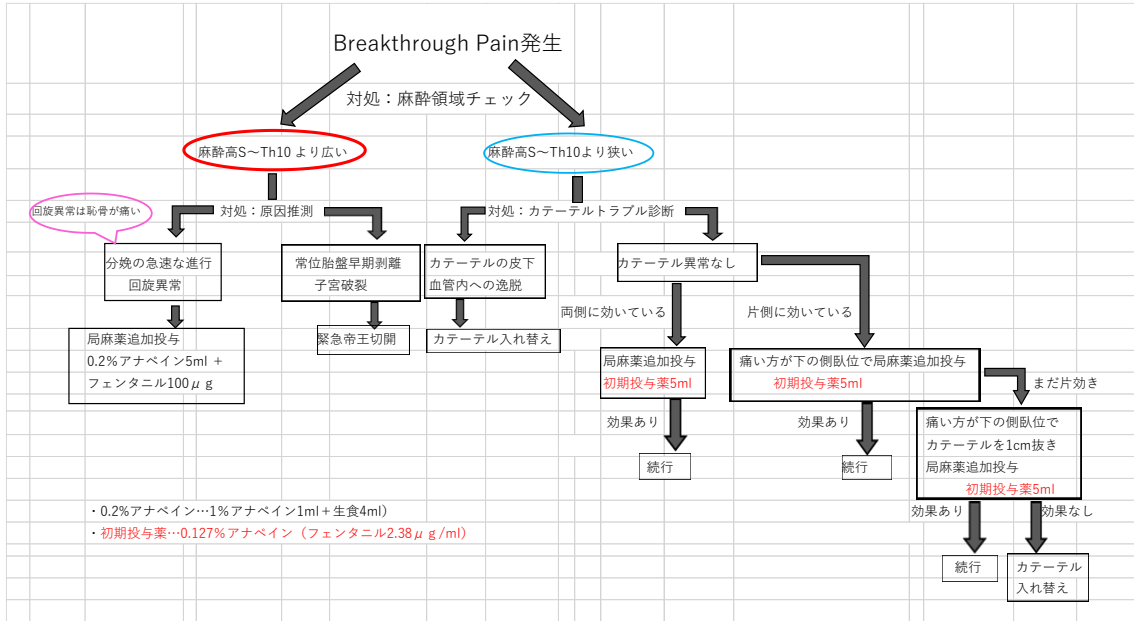 Breakthrough Pain発生
対処：麻酔領域チェック
麻酔高S～Th10 より広い
麻酔高S～Th10より狭い
回旋異常は恥骨が痛い
対処：原因推測
対処：カテーテルトラブル診断
分娩の急速な進行
回旋異常
常位胎盤早期剥離
子宮破裂
カテーテルの皮下
血管内への逸脱
カテーテル異常なし
両側に効いている
片側に効いている
局麻薬追加投与
0.2%アナペイン5ml +
フェンタニル100μg
緊急帝王切開
カテーテル入れ替え
局麻薬追加投与
初期投与薬5ml
痛い方が下の側臥位で局麻薬追加投与
初期投与薬5ml
まだ片効き
効果あり
続行
効果あり
続行
痛い方が下の側臥位で
カテーテルを1cm抜き
局麻薬追加投与
初期投与薬5ml
効果あり
効果なし
続行
カテーテル
入れ替え
・0.2%アナペイン…1%アナペイン1ml＋生食4ml）
・初期投与薬…0.127%アナペイン（フェンタニル2.38μg/ml）